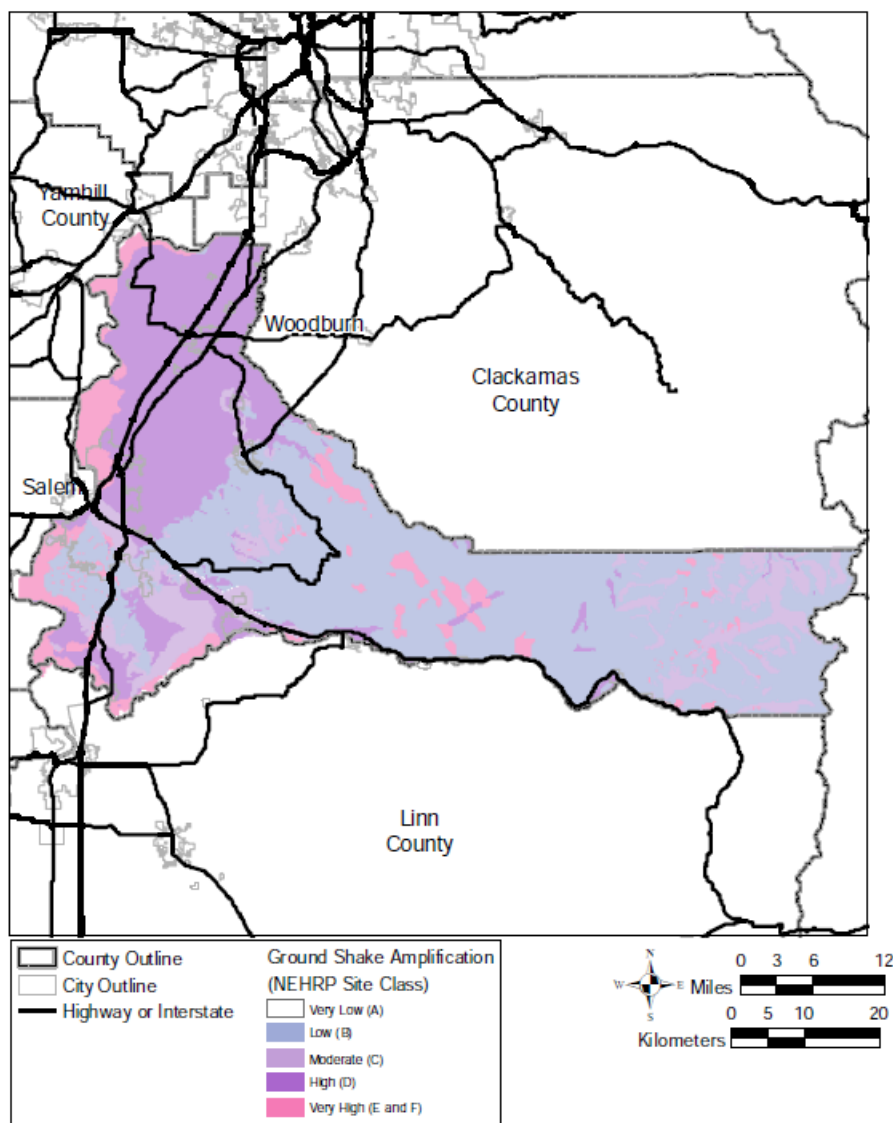 Yamhill
County
Woodburn
Clackamas
County
Salem
Linn
County
County Outline
City Outline
Highway or Interstate
Ground Shake Amplification
(NEHRP Site Class)
Very Low (A)
Low (B)
Moderate (C)
High (D)
Very High (E and F)
N
W E
S
0 3 6 12
Miles
0 5 10 20
Kilometers